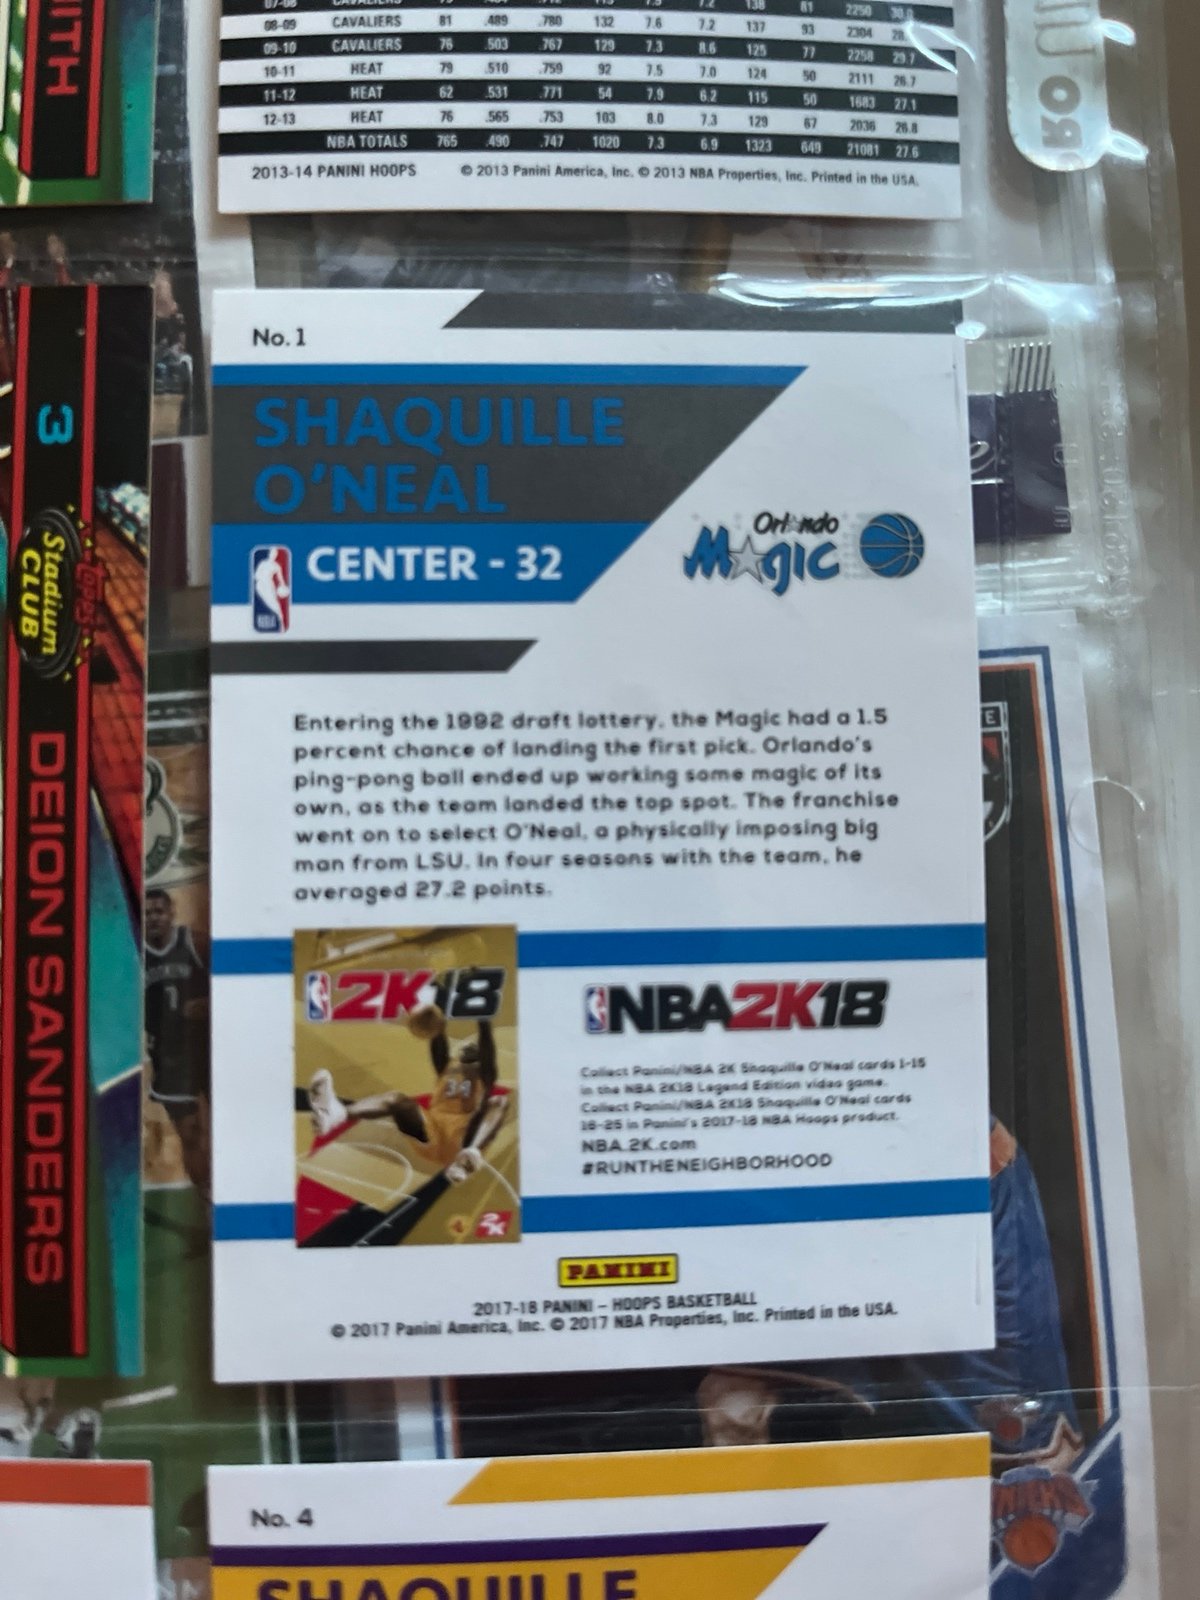 08-09 CAVALIERS 81 .489 .780 132 7.6 7.2 137 93 2304
09-10 CAVALIERS 76 .503 .767 129 7.3 8.6 125 77 2258 29.7
10-11 HEAT 79 .510 .759 92 7.5 7.0 124 50 2111 26.7
11-12 HEAT 62 .531 .771 54 7.9 6.2 115 50 1683 27.1
12-13 HEAT 76 .565 .753 103 8.0 7.3 129 67 2036 26.8
NBA TOTALS 765 .490 .747 1020 7.3 6.9 1323 649 21081 27.6
2013-14 PANINI HOOPS © 2013 Panini America, Inc. © 2013 NBA Properties, Inc. Printed in the USA.
3
topps
Stadium
CLUB
DEION SANDERS
No. 1
SHAQUILLE
O'NEAL
CENTER - 32
Orlando
Magic
Entering the 1992 draft lottery, the Magic had a 1.5
percent chance of landing the first pick. Orlando's
ping-pong ball ended up working some magic of its
own, as the team landed the top spot. The franchise
went on to select O'Neal, a physically imposing big
man from LSU. In four seasons with the team, he
averaged 27.2 points.
2K18
34
2K
NBA2K18
Collect Panini/NBA 2K Shaquille O'Neal cards 1-15
in the NBA 2K18 Legend Edition video game.
Collect Panini/NBA 2K18 Shaquille O'Neal cards
16-25 in Panini's 2017-18 NBA Hoops product.
NBA.2K.com
#RUNTHENEIGHBORHOOD
PANINI
2017-18 PANINI – HOOPS BASKETBALL
© 2017 Panini America, Inc. © 2017 NBA Properties, Inc. Printed in the USA.
No. 4
SHAQUILLE